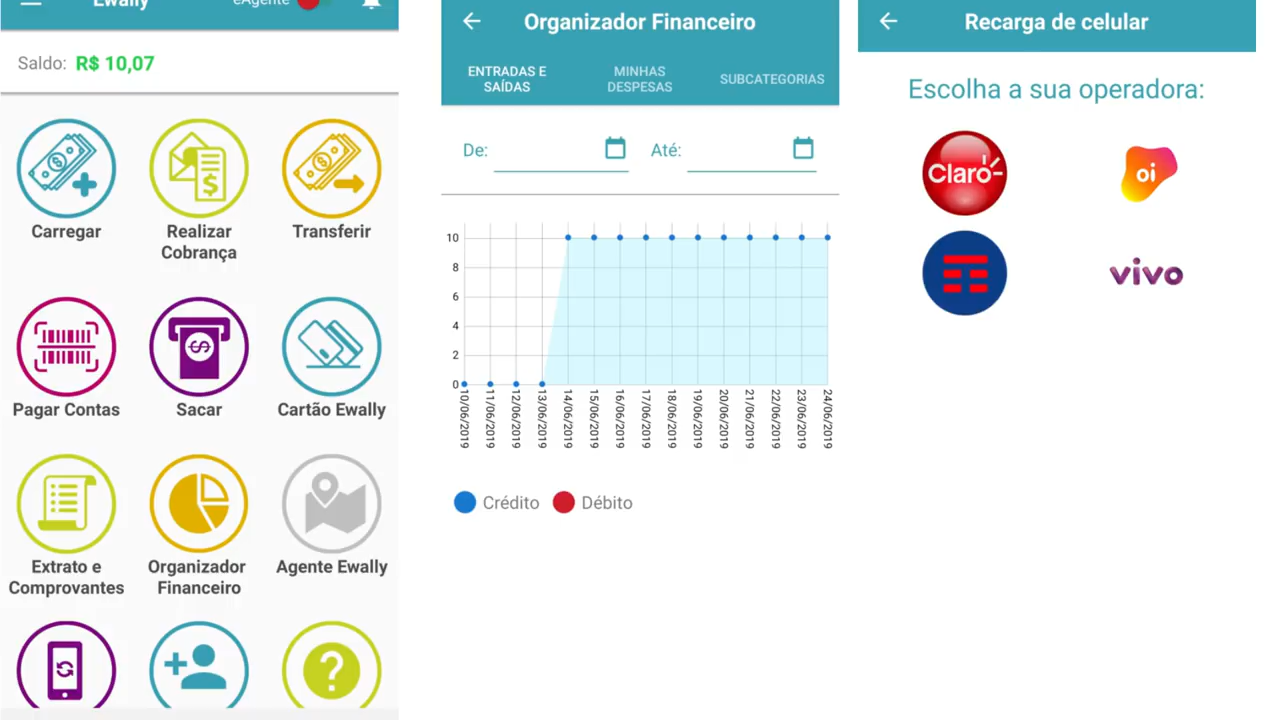 Ewally
eAgente
Saldo: R$ 10,07
Carregar
Realizar
Cobrança
Transferir
Pagar Contas
Sacar
Cartão Ewally
Extrato e
Comprovantes
Organizador
Financeiro
Agente Ewally
Organizador Financeiro
ENTRADAS E
SAÍDAS
MINHAS
DESPESAS
SUBCATEGORIAS
De:
Até:
10
8
6
4
2
0
10/06/2019
11/06/2019
12/06/2019
13/06/2019
14/06/2019
15/06/2019
16/06/2019
17/06/2019
18/06/2019
19/06/2019
20/06/2019
21/06/2019
22/06/2019
23/06/2019
24/06/2019
Crédito
Débito
Recarga de celular
Escolha a sua operadora:
Claro
oi
vivo